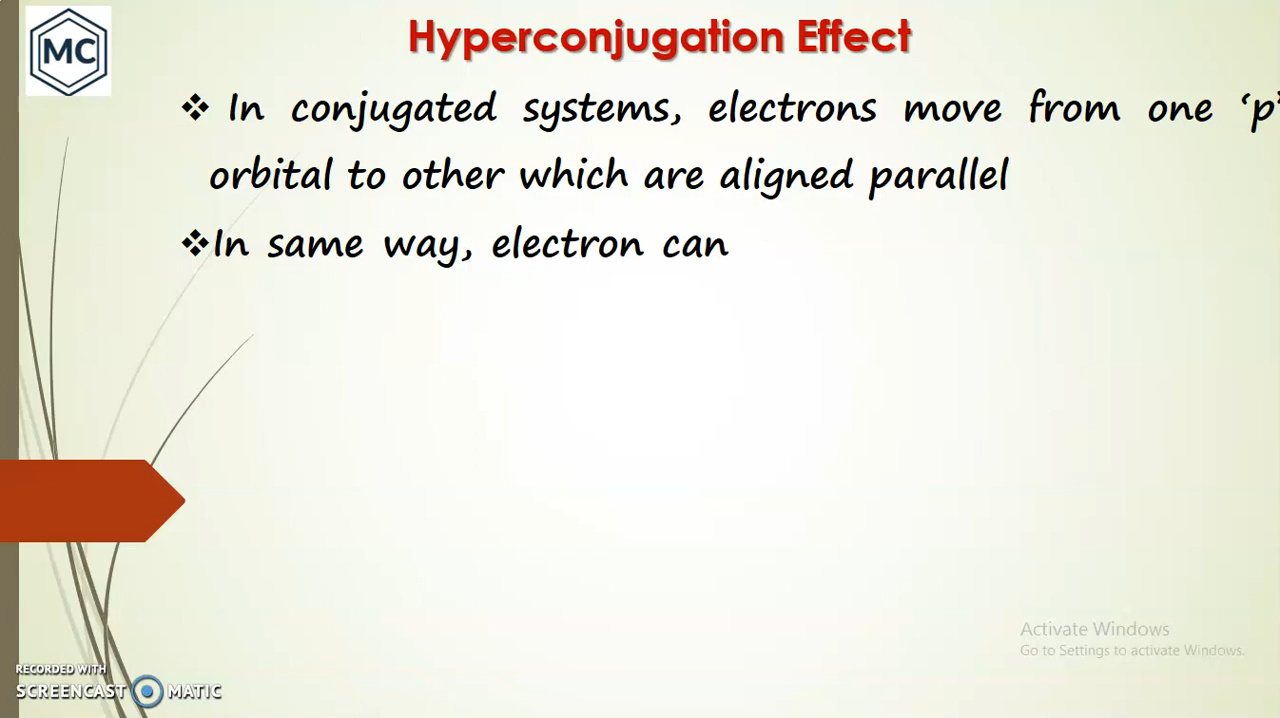 MC
Hyperconjugation Effect
❖ In conjugated systems, electrons move from one ‘p’
orbital to other which are aligned parallel
❖In same way, electron can
Activate Windows
Go to Settings to activate Windows.
RECORDED WITH
SCREENCAST MATIC